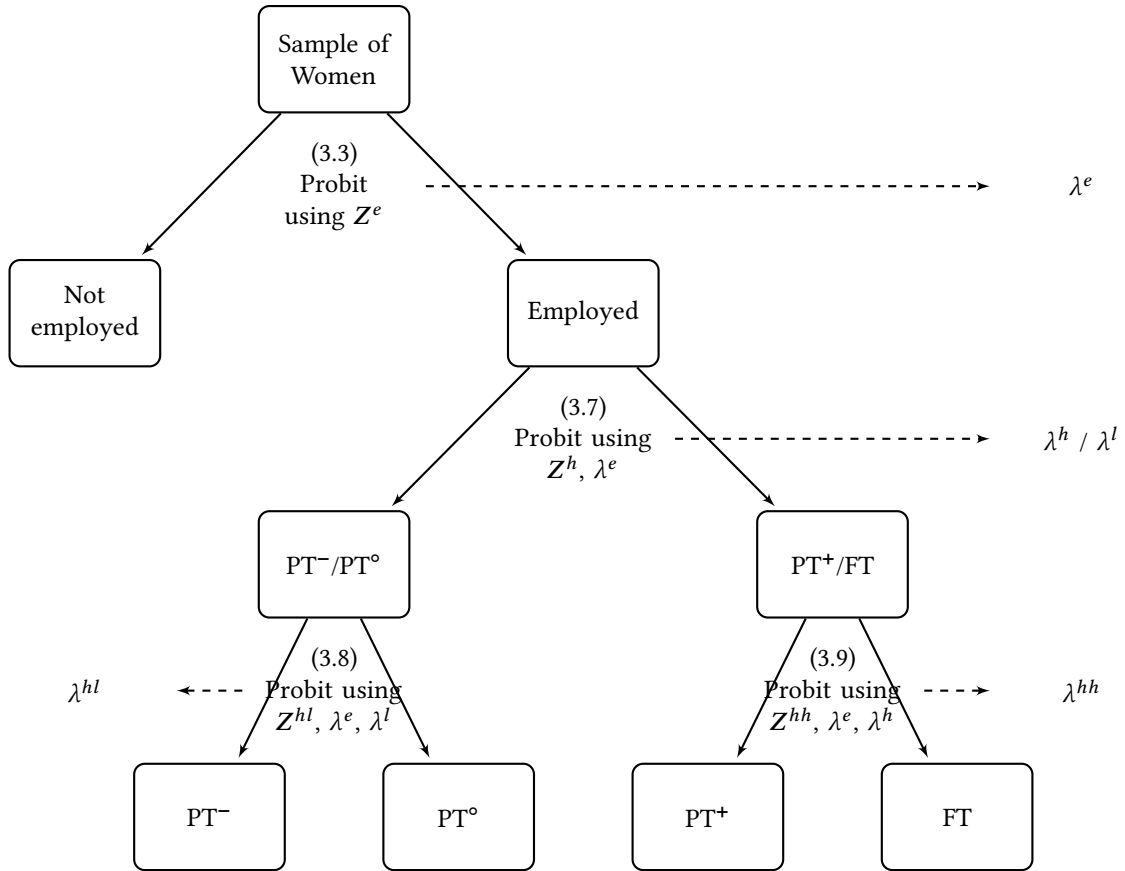 Sample of
Women
(3.3)
Probit
using Z^e
λ^e
Not
employed
Employed
(3.7)
Probit using
Z^h, λ^e
λ^h / λ^l
PT⁻/PT°
PT⁺/FT
(3.8)
Probit using
Z^{hl}, λ^e, λ^l
λ^{hl}
(3.9)
Probit using
Z^{hh}, λ^e, λ^h
λ^{hh}
PT⁻
PT°
PT⁺
FT